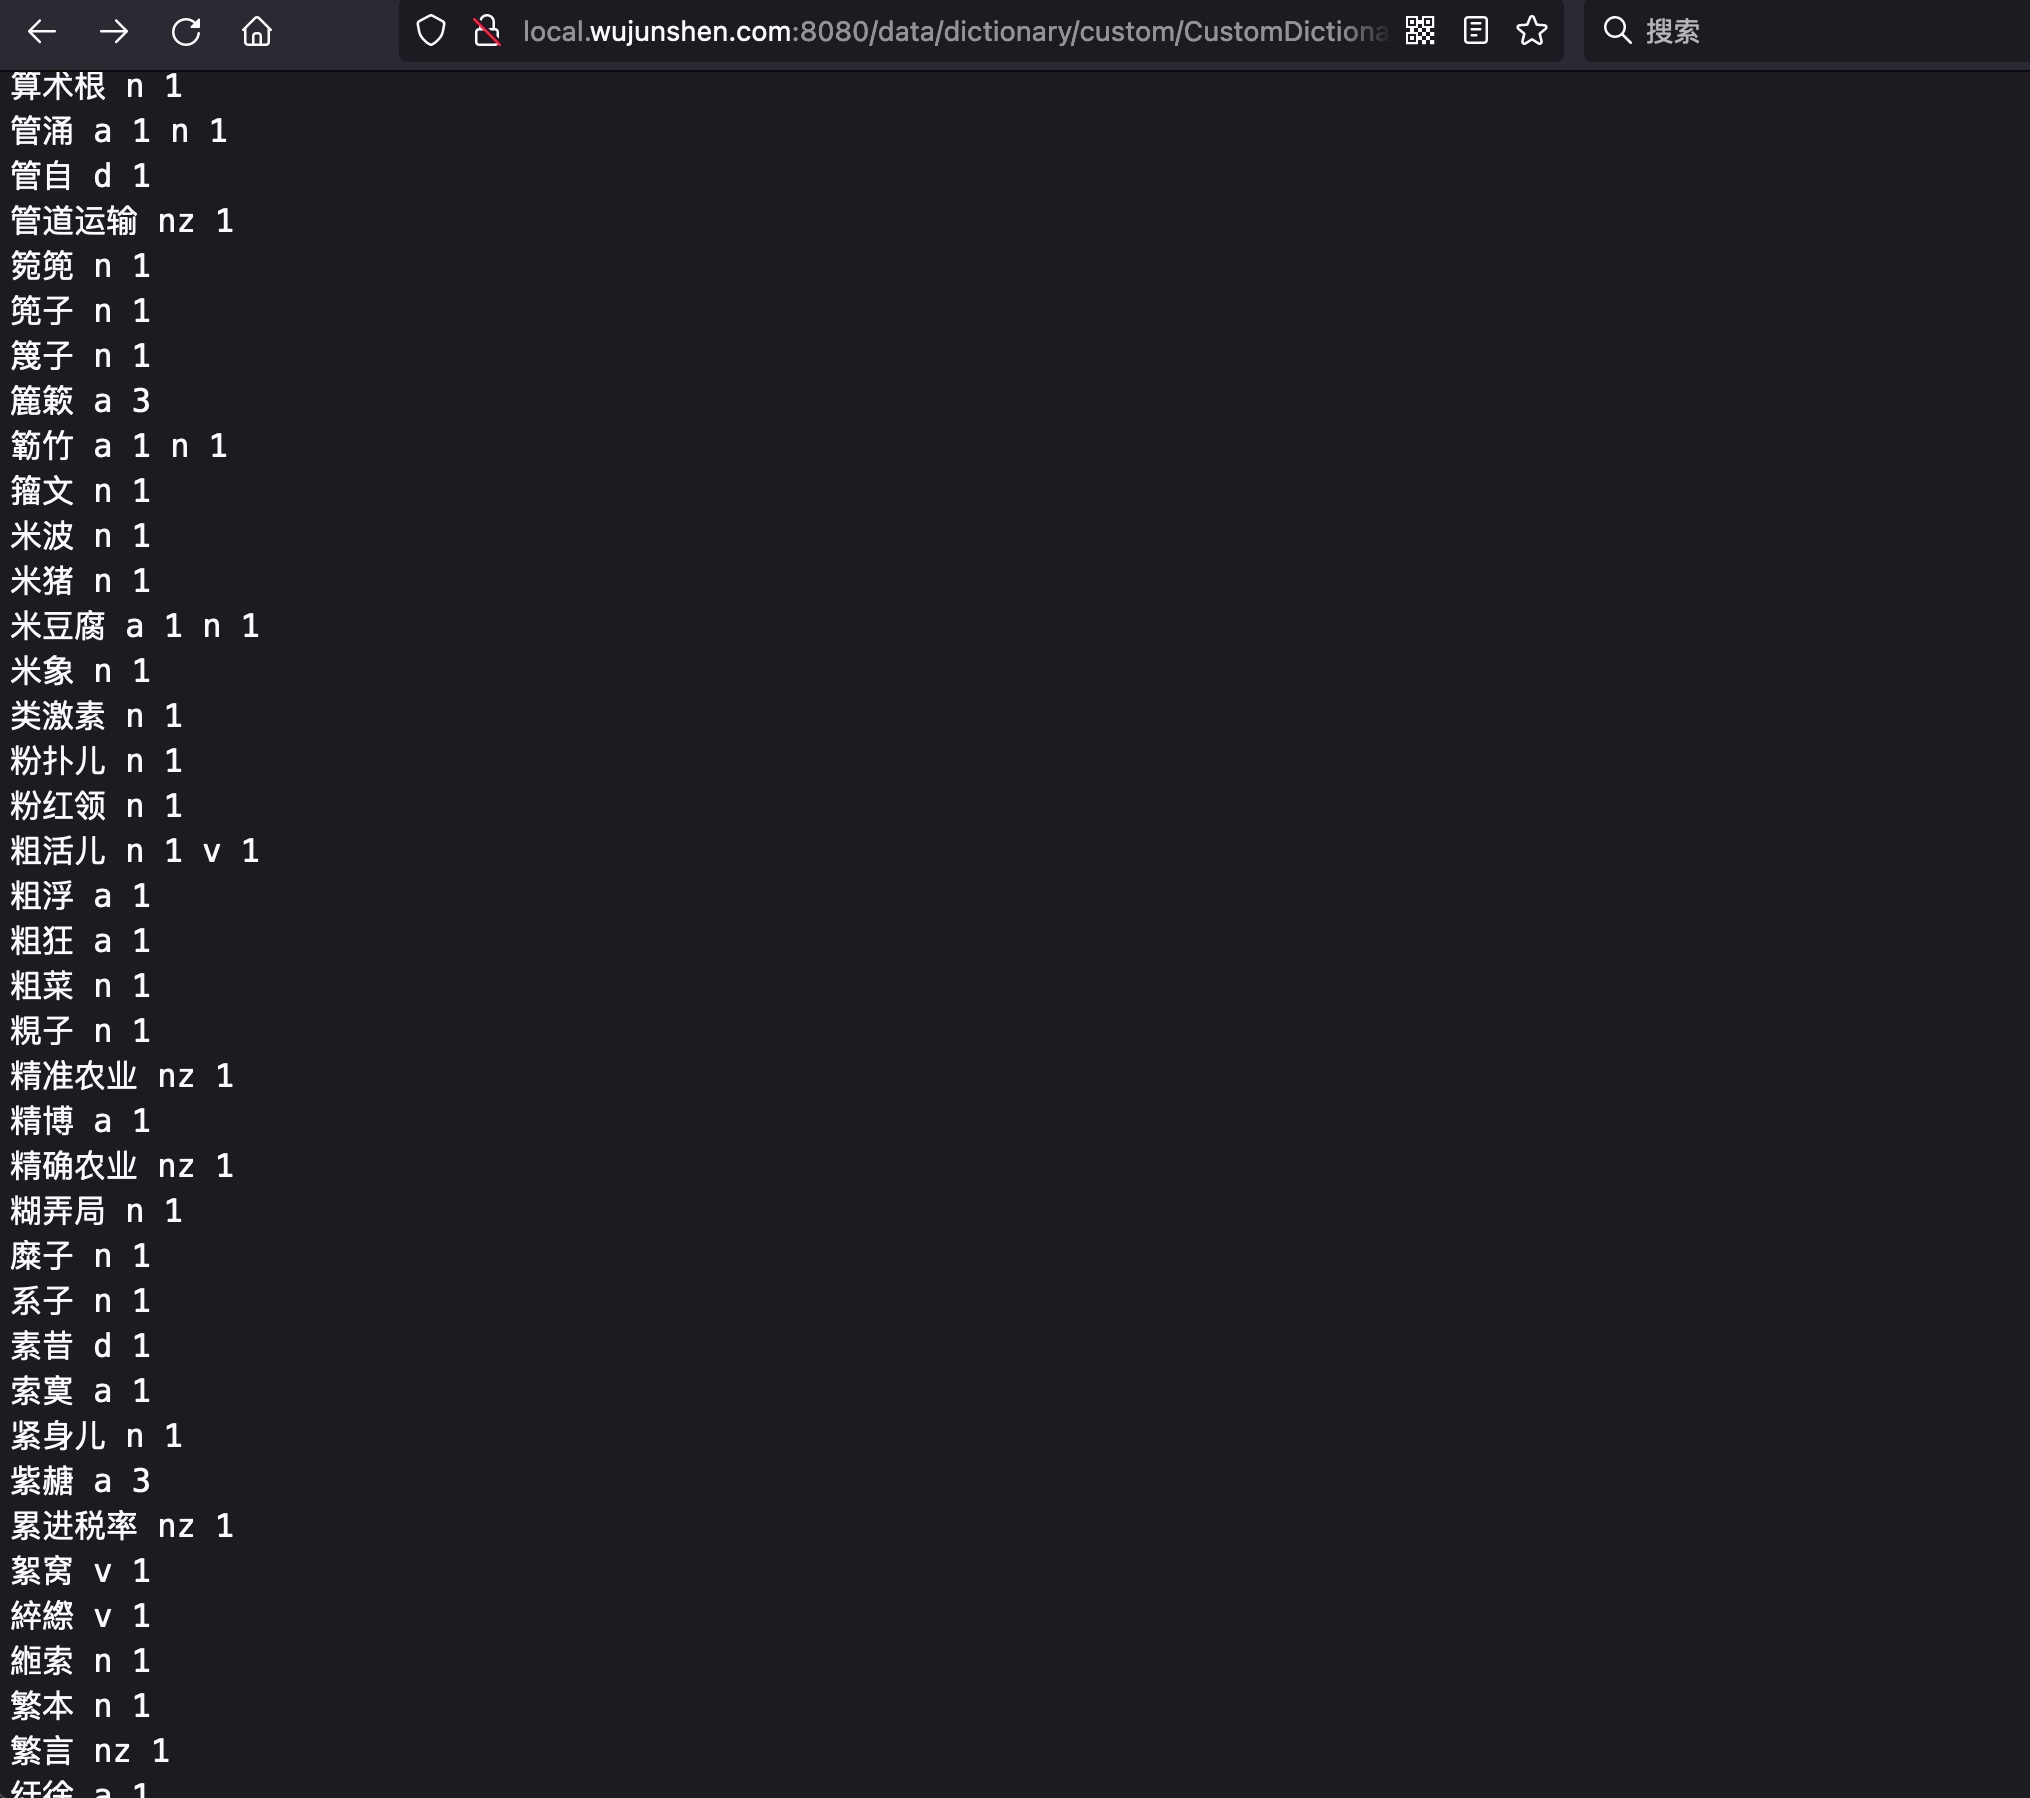 local.wujunshen.com:8080/data/dictionary/custom/CustomDictiona
搜索
算术根 n 1
管涌 a 1 n 1
管自 d 1
管道运输 nz 1
箢篼 n 1
篼子 n 1
篾子 n 1
簏簌 a 3
簕竹 a 1 n 1
籀文 n 1
米波 n 1
米猪 n 1
米豆腐 a 1 n 1
米象 n 1
类激素 n 1
粉扑儿 n 1
粉红领 n 1
粗活儿 n 1 v 1
粗浮 a 1
粗狂 a 1
粗菜 n 1
粯子 n 1
精准农业 nz 1
精博 a 1
精确农业 nz 1
糊弄局 n 1
糜子 n 1
系子 n 1
素昔 d 1
索寞 a 1
紧身儿 n 1
紫赯 a 3
累进税率 nz 1
絮窝 v 1
綷縩 v 1
緪索 n 1
繁本 n 1
繁言 nz 1
纡徐 a 1